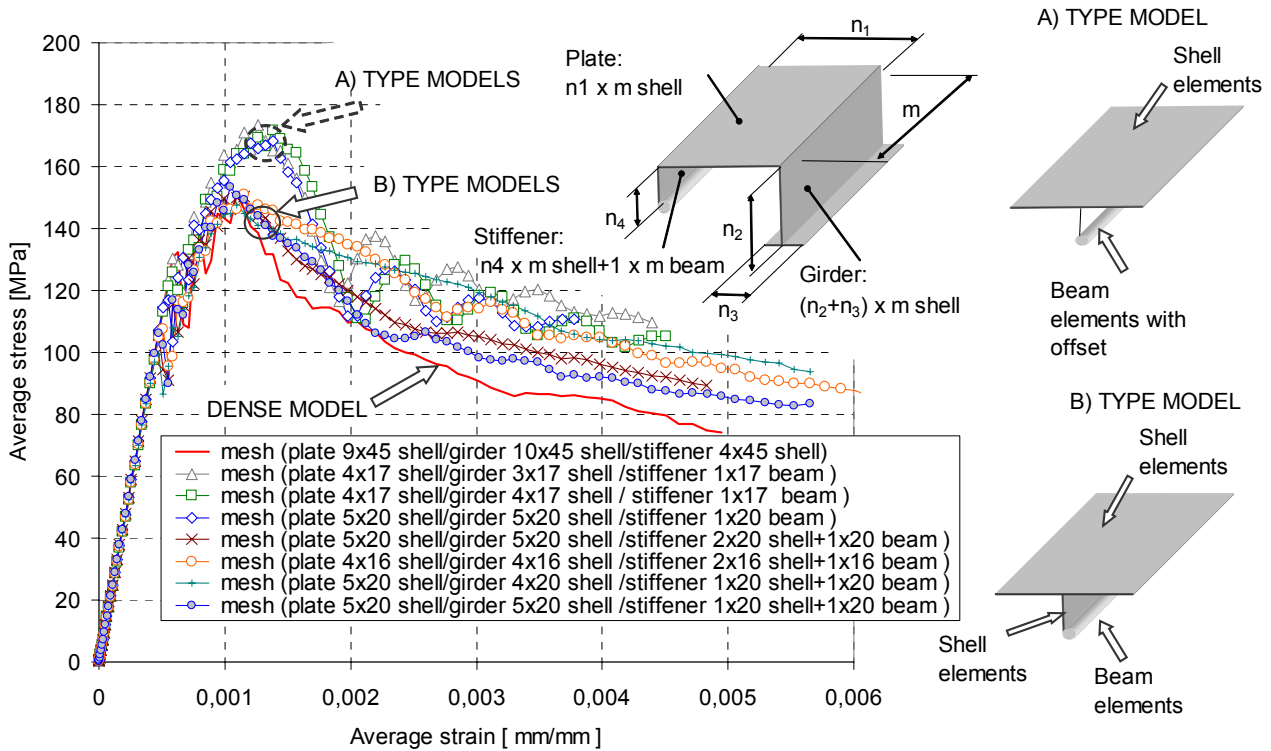 200
180
160
140
120
100
80
60
40
20
0
Average stress [MPa]
0
0,001
0,002
0,003
0,004
0,005
0,006
Average strain [ mm/mm ]
A) TYPE MODELS
B) TYPE MODELS
DENSE MODEL
mesh (plate 9x45 shell/girder 10x45 shell/stiffener 4x45 shell)
mesh (plate 4x17 shell/girder 3x17 shell /stiffener 1x17 beam )
mesh (plate 4x17 shell/girder 4x17 shell / stiffener 1x17 beam )
mesh (plate 5x20 shell/girder 5x20 shell /stiffener 1x20 beam )
mesh (plate 5x20 shell/girder 5x20 shell /stiffener 2x20 shell+1x20 beam )
mesh (plate 4x16 shell/girder 4x16 shell /stiffener 2x16 shell+1x16 beam )
mesh (plate 5x20 shell/girder 4x20 shell /stiffener 1x20 shell+1x20 beam )
mesh (plate 5x20 shell/girder 5x20 shell /stiffener 1x20 shell+1x20 beam )
Plate:
n1 x m shell
n₁
m
n₄
n₂
n₃
Stiffener:
n4 x m shell+1 x m beam
Girder:
(n₂+n₃) x m shell
A) TYPE MODEL
Shell
elements
Beam
elements with
offset
B) TYPE MODEL
Shell
elements
Shell
elements
Beam
elements